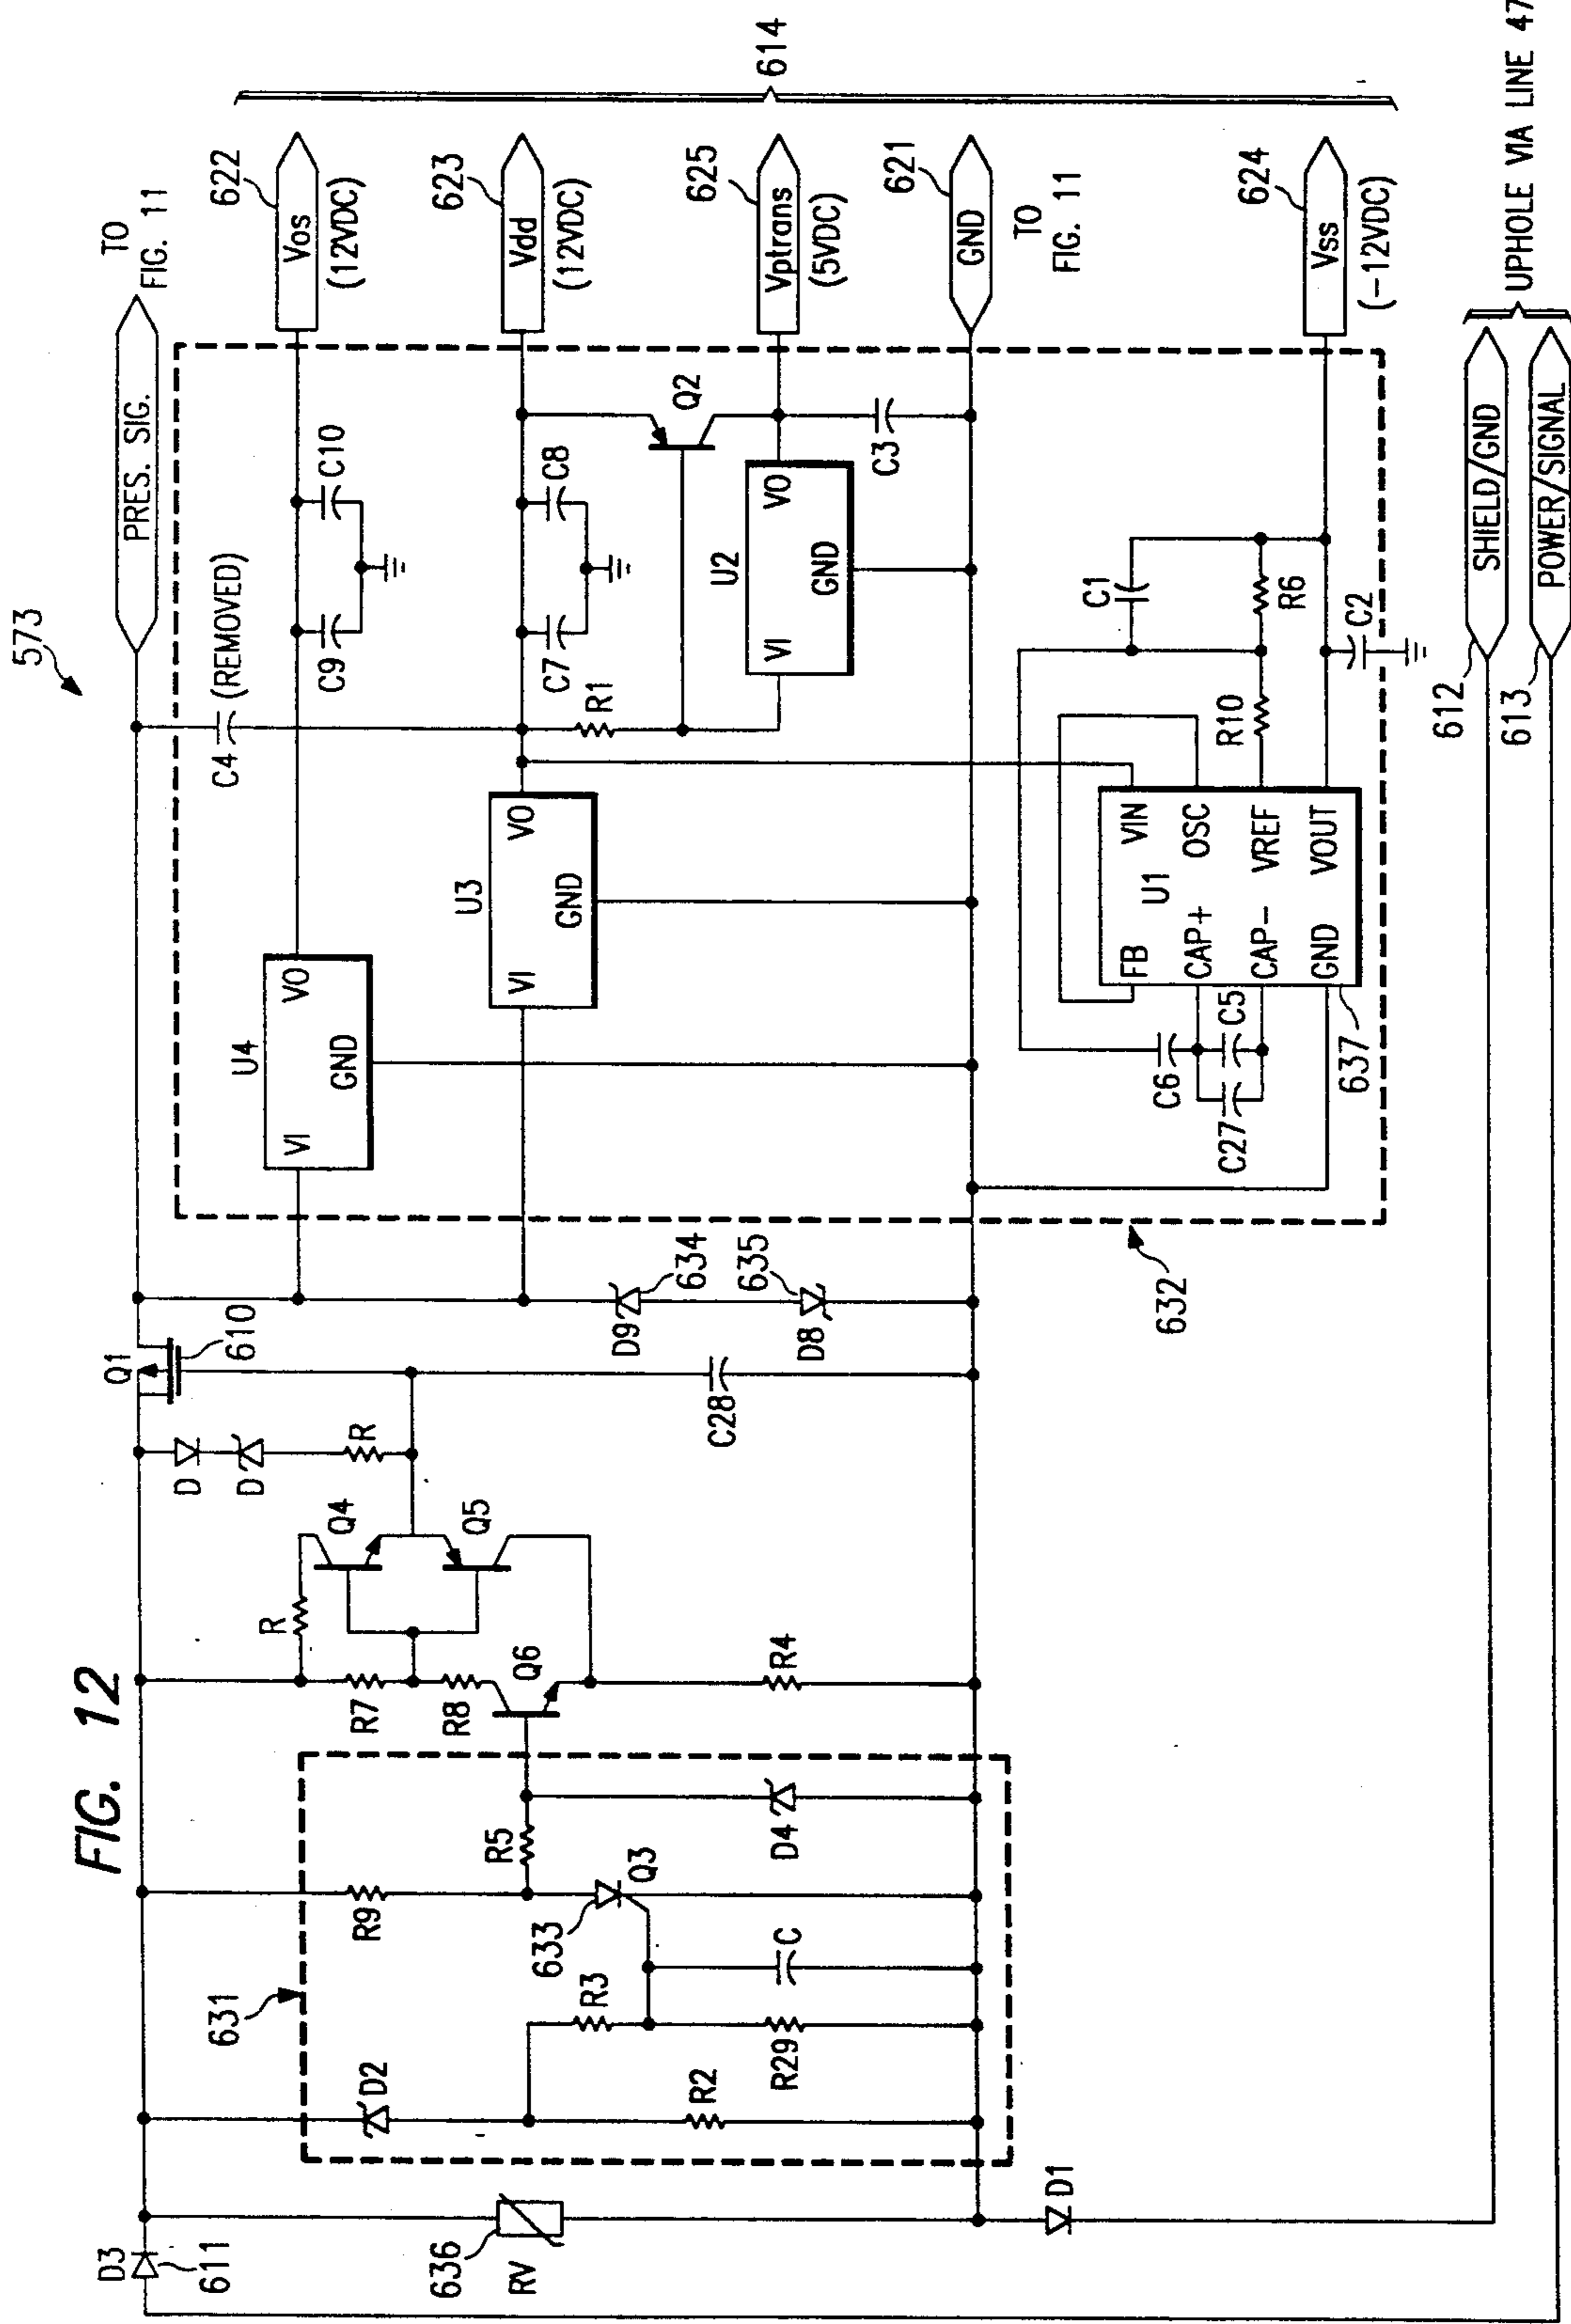 FIG. 12
573
D3
611
636
RV
D1
631
D2
R2
R3
R29
C
R9
633
Q3
R5
D4
R7
R8
R
Q6
R4
Q4
Q5
D
D
R
Q1
610
C28
D9
634
635
D8
632
PRES. SIG.
TO
FIG. 11
C4 (REMOVED)
U4
VI
VO
GND
C9
C10
Vos
(12VDC)
622
U3
VI
VO
GND
C7
C8
R1
Q2
Vdd
(12VDC)
623
U2
VI
VO
GND
C3
Vptrans
(5VDC)
625
GND
621
TO
FIG. 11
614
U1
FB
CAP+
CAP-
GND
VIN
OSC
VREF
VOUT
637
C6
C5
C27
C1
R10
R6
C2
Vss
(-12VDC)
624
612
SHIELD/GND
613
POWER/SIGNAL
UPHOLE VIA LINE 47